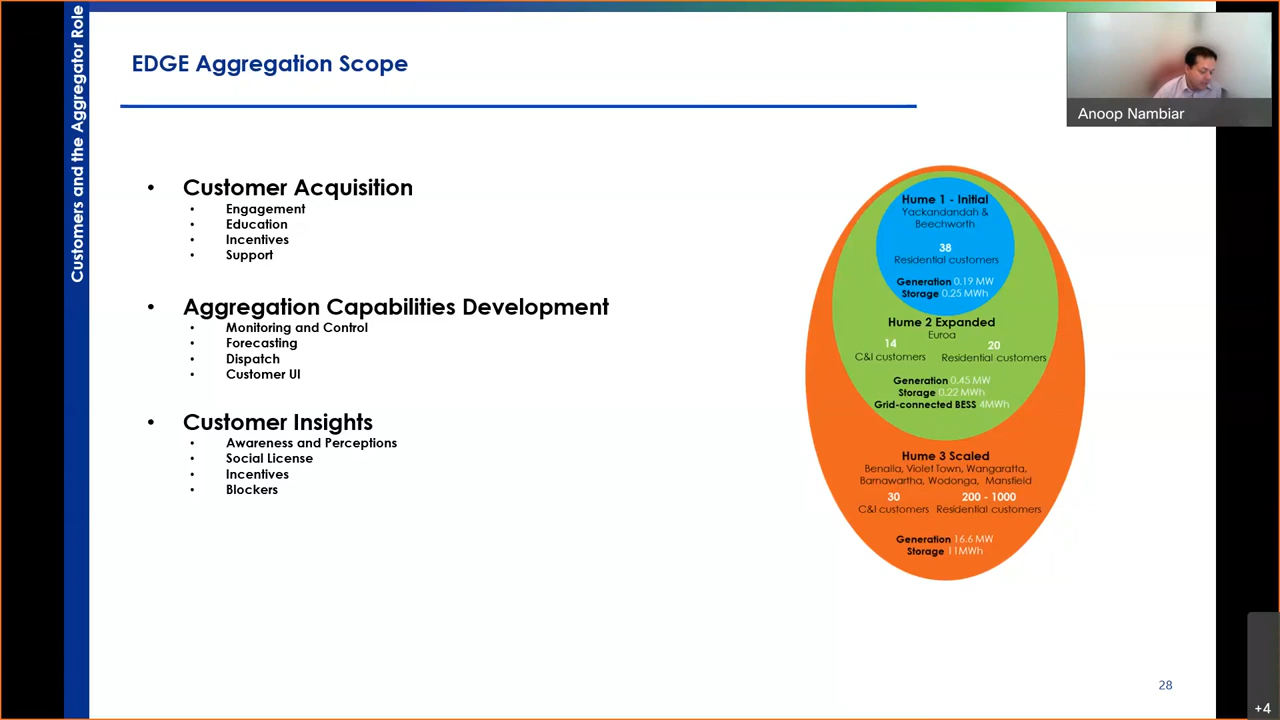 Customers and the Aggregator Role
EDGE Aggregation Scope
Anoop Nambiar
• Customer Acquisition
• Engagement
• Education
• Incentives
• Support
• Aggregation Capabilities Development
• Monitoring and Control
• Forecasting
• Dispatch
• Customer UI
• Customer Insights
• Awareness and Perceptions
• Social License
• Incentives
• Blockers
Hume 1 - Initial
Yackandandah &
Beechworth
38
Residential customers
Generation 0.19 MW
Storage 0.25 MWh
Hume 2 Expanded
Euroa
14 20
C&I customers Residential customers
Generation 0.45 MW
Storage 0.22 MWh
Grid-connected BESS 4MWh
Hume 3 Scaled
Benalla, Violet Town, Wangaratta,
Barnawartha, Wodonga, Mansfield
30 200 - 1000
C&I customers Residential customers
Generation 16.6 MW
Storage 11MWh
28
+4